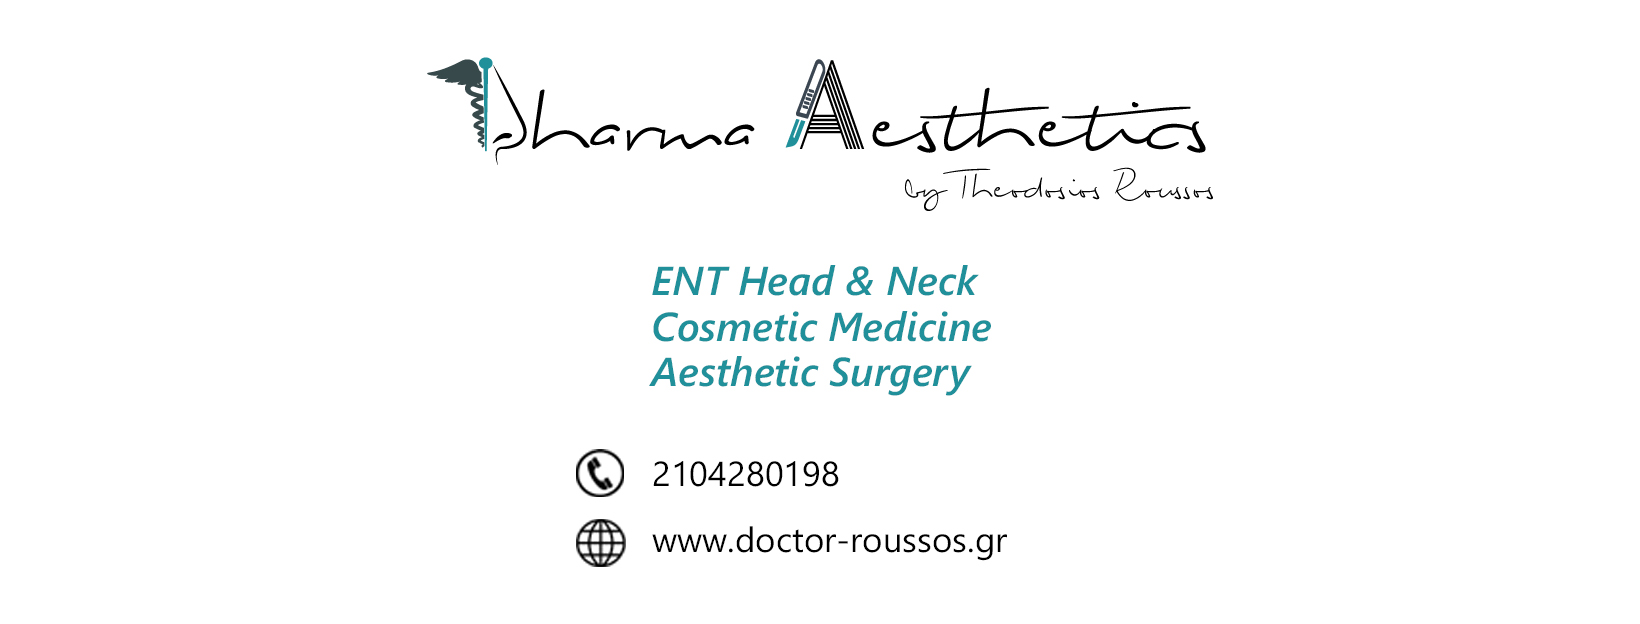 Pharma Aesthetics
by Theodosios Roussos
ENT Head & Neck
Cosmetic Medicine
Aesthetic Surgery
2104280198
www.doctor-roussos.gr